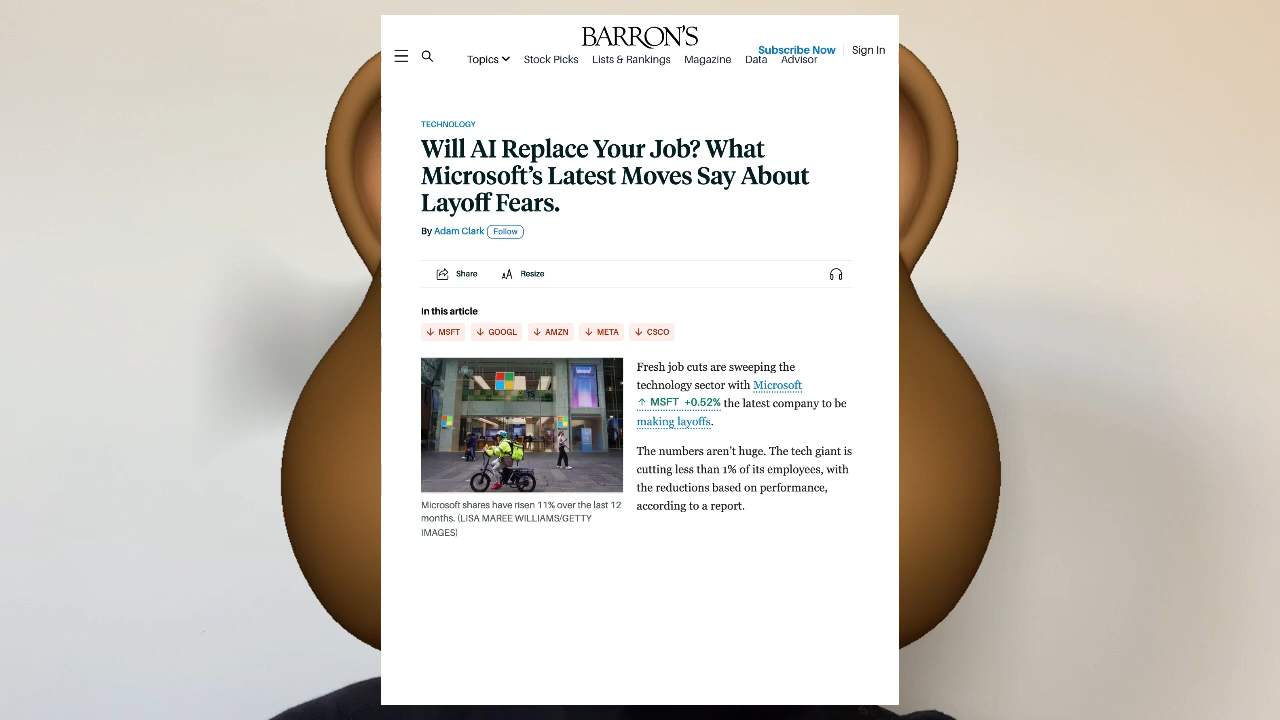 BARRON'S
Subscribe Now
Sign In
Topics
Stock Picks
Lists & Rankings
Magazine
Data
Advisor
TECHNOLOGY
Will AI Replace Your Job? What
Microsoft's Latest Moves Say About
Layoff Fears.
By Adam Clark Follow
Share
Resize
In this article
MSFT
GOOGL
AMZN
META
CSCO
Fresh job cuts are sweeping the
technology sector with Microsoft
MSFT +0.52% the latest company to be
making layoffs.
The numbers aren't huge. The tech giant is
cutting less than 1% of its employees, with
the reductions based on performance,
according to a report.
Microsoft shares have risen 11% over the last 12
months. (LISA MAREE WILLIAMS/GETTY
IMAGES)